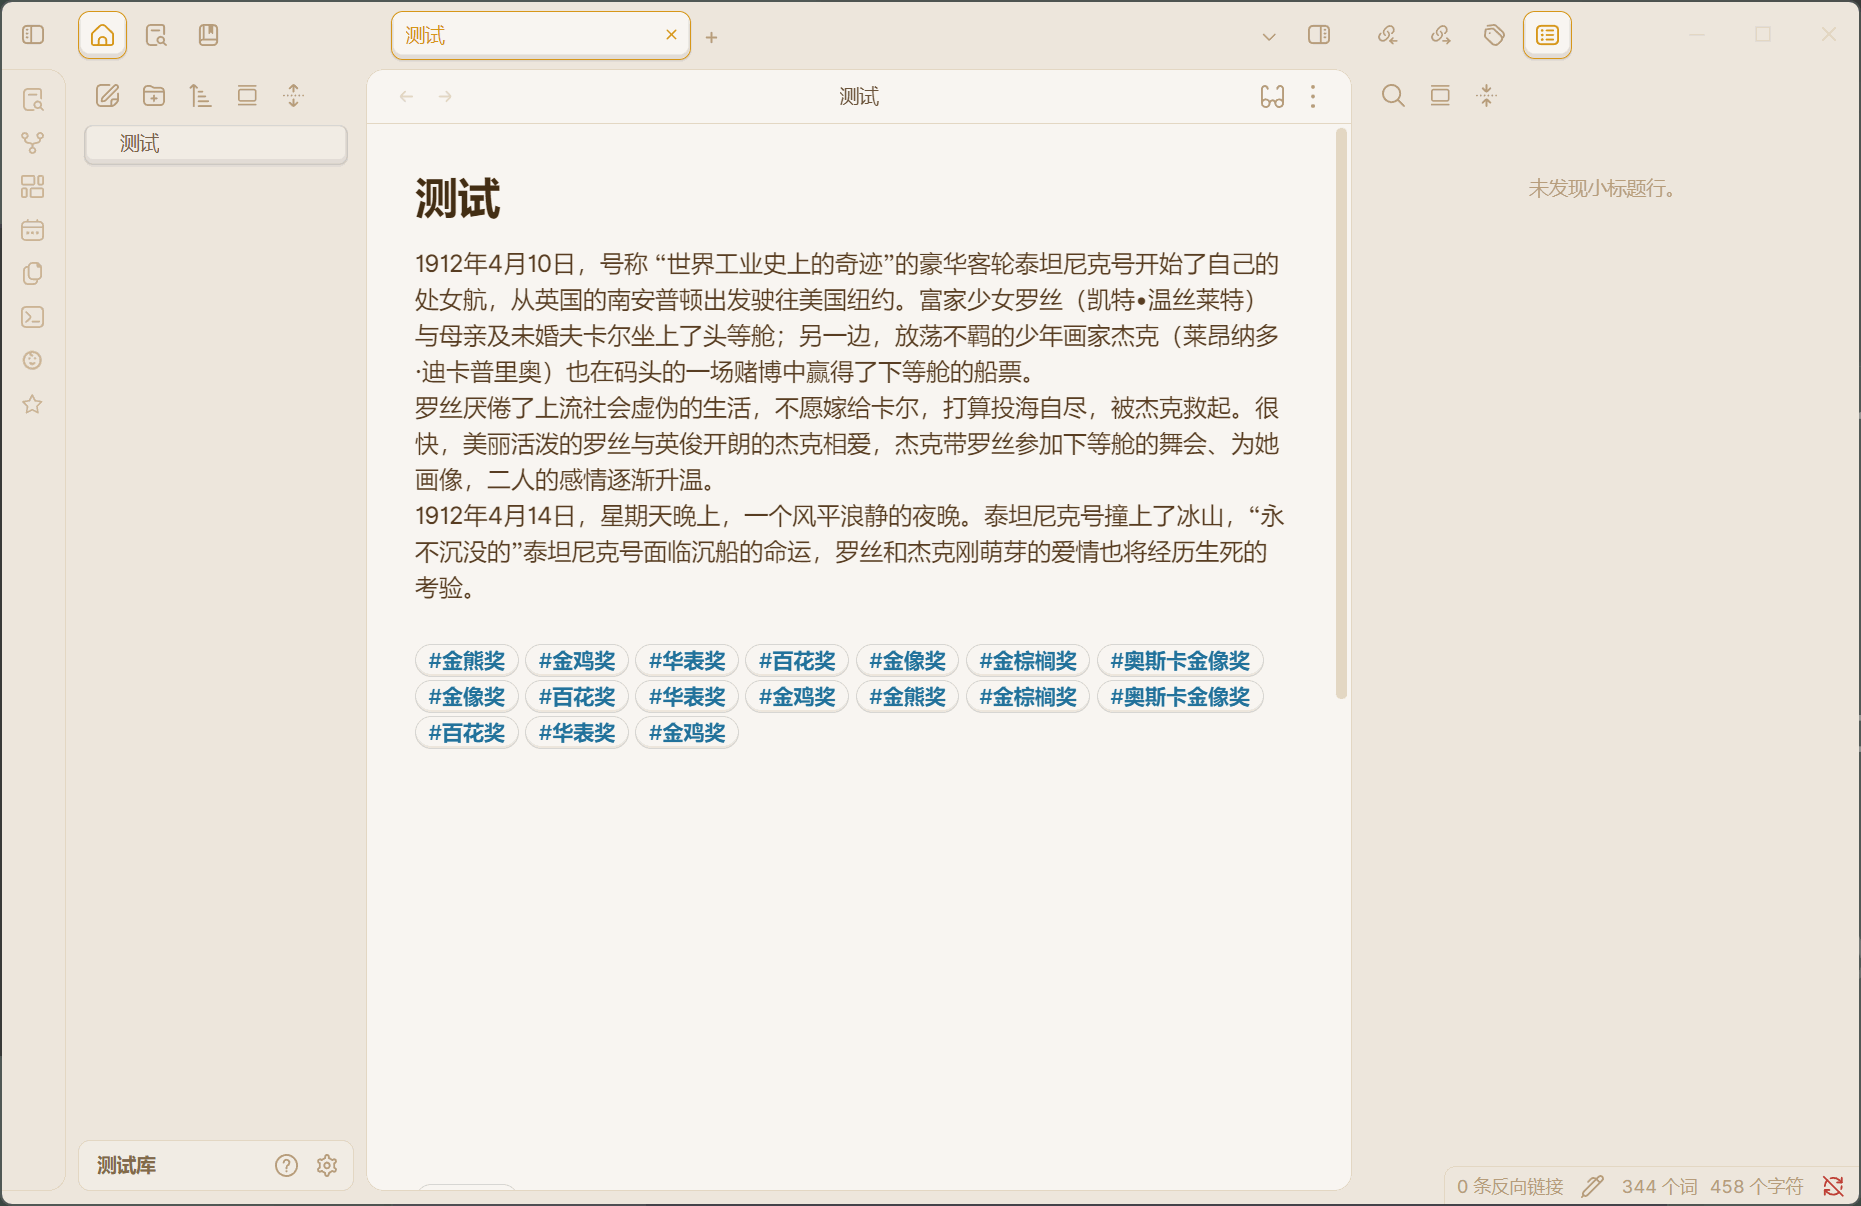 测试
测试
测试
测试
未发现小标题行。
1912年4月10日，号称 “世界工业史上的奇迹”的豪华客轮泰坦尼克号开始了自己的
处女航，从英国的南安普顿出发驶往美国纽约。富家少女罗丝（凯特•温丝莱特）
与母亲及未婚夫卡尔坐上了头等舱；另一边，放荡不羁的少年画家杰克（莱昂纳多
·迪卡普里奥）也在码头的一场赌博中赢得了下等舱的船票。
罗丝厌倦了上流社会虚伪的生活，不愿嫁给卡尔，打算投海自尽，被杰克救起。很
快，美丽活泼的罗丝与英俊开朗的杰克相爱，杰克带罗丝参加下等舱的舞会、为她
画像，二人的感情逐渐升温。
1912年4月14日，星期天晚上，一个风平浪静的夜晚。泰坦尼克号撞上了冰山，“永
不沉没的”泰坦尼克号面临沉船的命运，罗丝和杰克刚萌芽的爱情也将经历生死的
考验。
#金熊奖 #金鸡奖 #华表奖 #百花奖 #金像奖 #金棕榈奖 #奥斯卡金像奖
#金像奖 #百花奖 #华表奖 #金鸡奖 #金熊奖 #金棕榈奖 #奥斯卡金像奖
#百花奖 #华表奖 #金鸡奖
测试库
0 条反向链接 344 个词 458 个字符